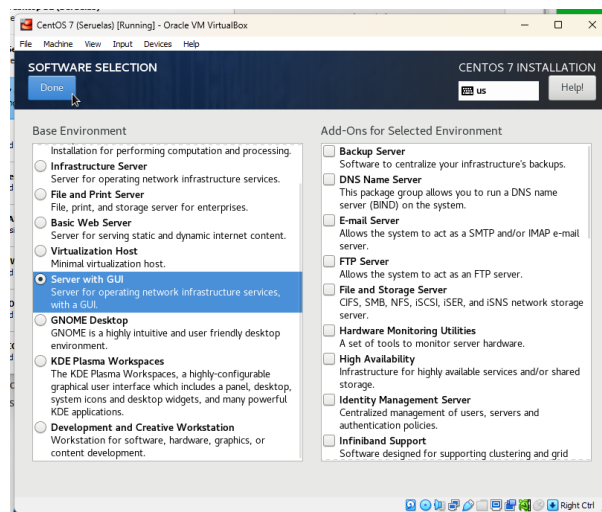 CentOS 7 (Seruelas) [Running] - Oracle VM VirtualBox
File Machine View Input Devices Help
SOFTWARE SELECTION
CENTOS 7 INSTALLATION
Done
us
Help!
Base Environment
Installation for performing computation and processing.
Infrastructure Server
Server for operating network infrastructure services.
File and Print Server
File, print, and storage server for enterprises.
Basic Web Server
Server for serving static and dynamic internet content.
Virtualization Host
Minimal virtualization host.
Server with GUI
Server for operating network infrastructure services,
with a GUI.
GNOME Desktop
GNOME is a highly intuitive and user friendly desktop
environment.
KDE Plasma Workspaces
The KDE Plasma Workspaces, a highly-configurable
graphical user interface which includes a panel, desktop,
system icons and desktop widgets, and many powerful
KDE applications.
Development and Creative Workstation
Workstation for software, hardware, graphics, or
content development.
Add-Ons for Selected Environment
Backup Server
Software to centralize your infrastructure's backups.
DNS Name Server
This package group allows you to run a DNS name
server (BIND) on the system.
E-mail Server
Allows the system to act as a SMTP and/or IMAP e-mail
server.
FTP Server
Allows the system to act as an FTP server.
File and Storage Server
CIFS, SMB, NFS, iSCSI, iSER, and iSNS network storage
server.
Hardware Monitoring Utilities
A set of tools to monitor server hardware.
High Availability
Infrastructure for highly available services and/or shared
storage.
Identity Management Server
Centralized management of users, servers and
authentication policies.
Infiniband Support
Software designed for supporting clustering and grid
Right Ctrl